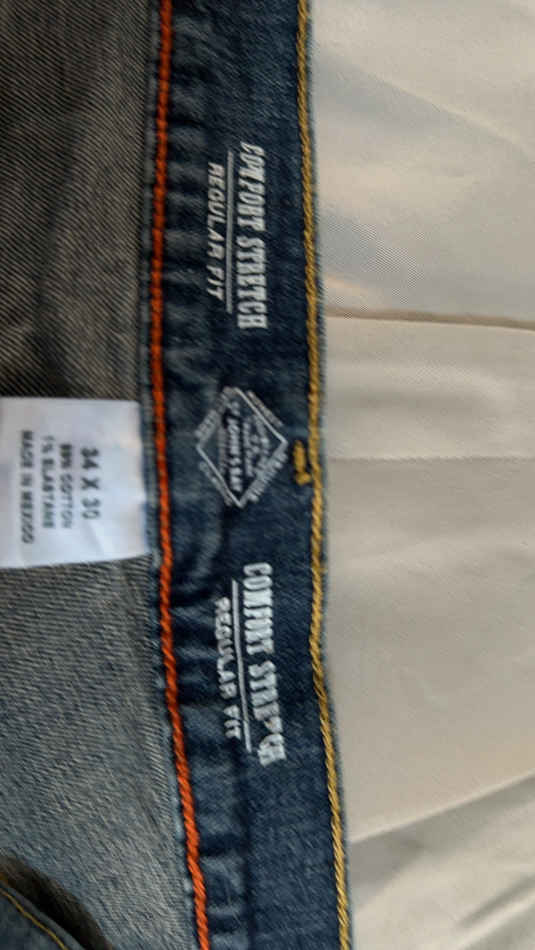 COMFORT STRETCH
REGULAR FIT
COMFORT STRETCH
REGULAR FIT
34 X 30
99% COTTON
1% ELASTANE
MADE IN MEXICO